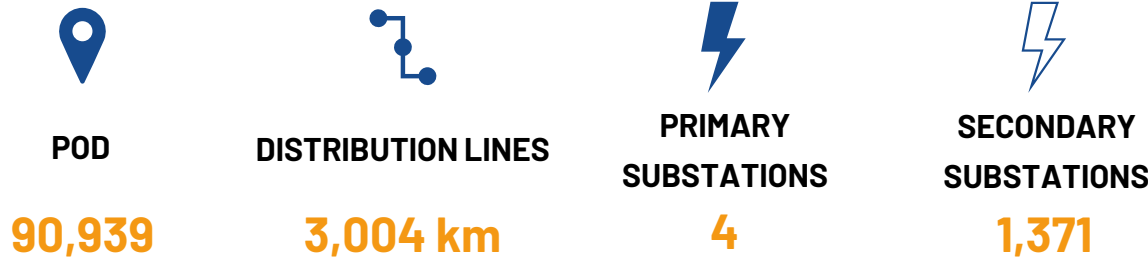 POD
90,939
DISTRIBUTION LINES
3,004 km
PRIMARY
SUBSTATIONS
4
SECONDARY
SUBSTATIONS
1,371